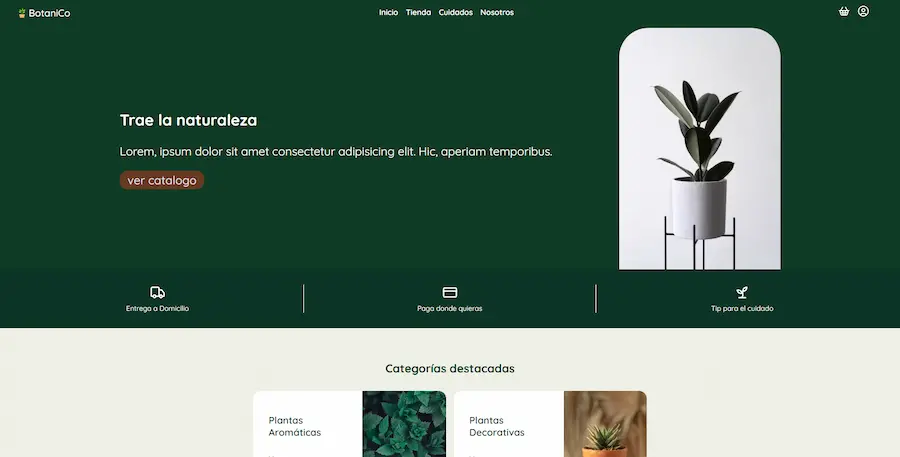 BotaniCo
Inicio Tienda Cuidados Nosotros
Trae la naturaleza
Lorem, ipsum dolor sit amet consectetur adipisicing elit. Hic, aperiam temporibus.
ver catalogo
Entrega a Domicilio
Paga donde quieras
Tip para el cuidado
Categorías destacadas
Plantas
Aromáticas
Plantas
Decorativas